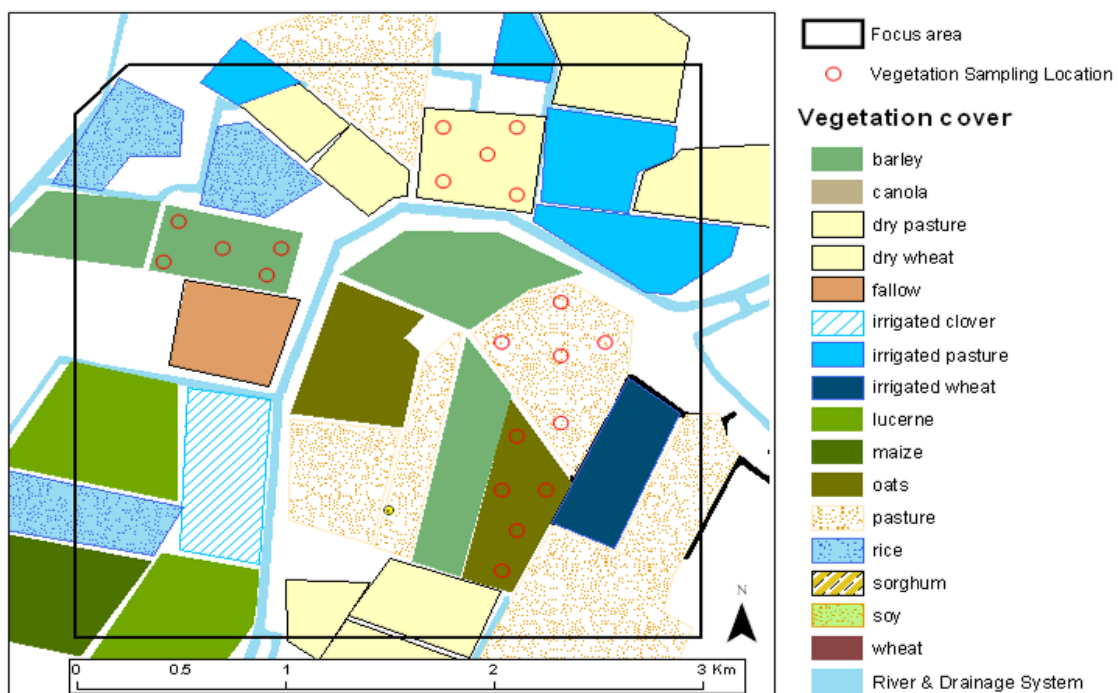 Focus area
Vegetation Sampling Location
Vegetation cover
barley
canola
dry pasture
dry wheat
fallow
irrigated clover
irrigated pasture
irrigated wheat
lucerne
maize
oats
pasture
rice
sorghum
soy
wheat
River & Drainage System
N
0 0.5 1 2 3 Km